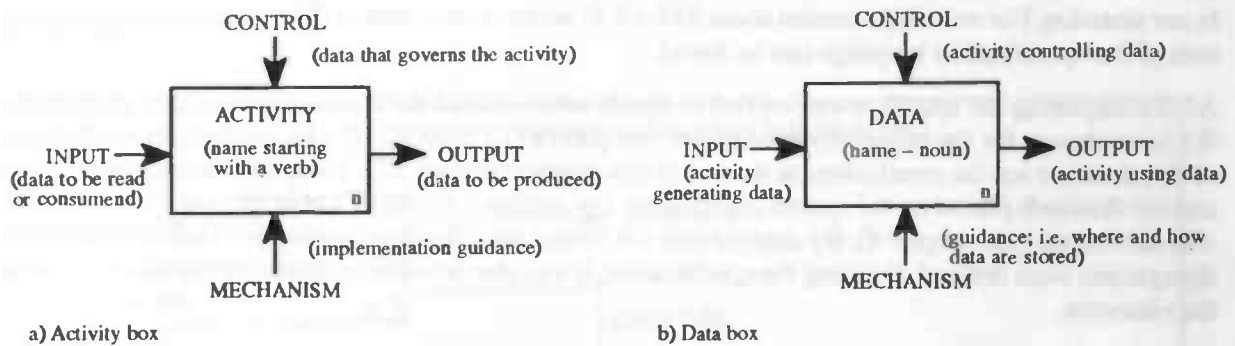 CONTROL
(data that governs the activity)
ACTIVITY
(name starting
with a verb)
INPUT
(data to be read
or consumend)
OUTPUT
(data to be produced)
n
(implementation guidance)
MECHANISM
a) Activity box
CONTROL
(activity controlling data)
DATA
(name – noun)
INPUT
(activity
generating data)
OUTPUT
(activity using data)
n
(guidance; i.e. where and how
data are stored)
MECHANISM
b) Data box